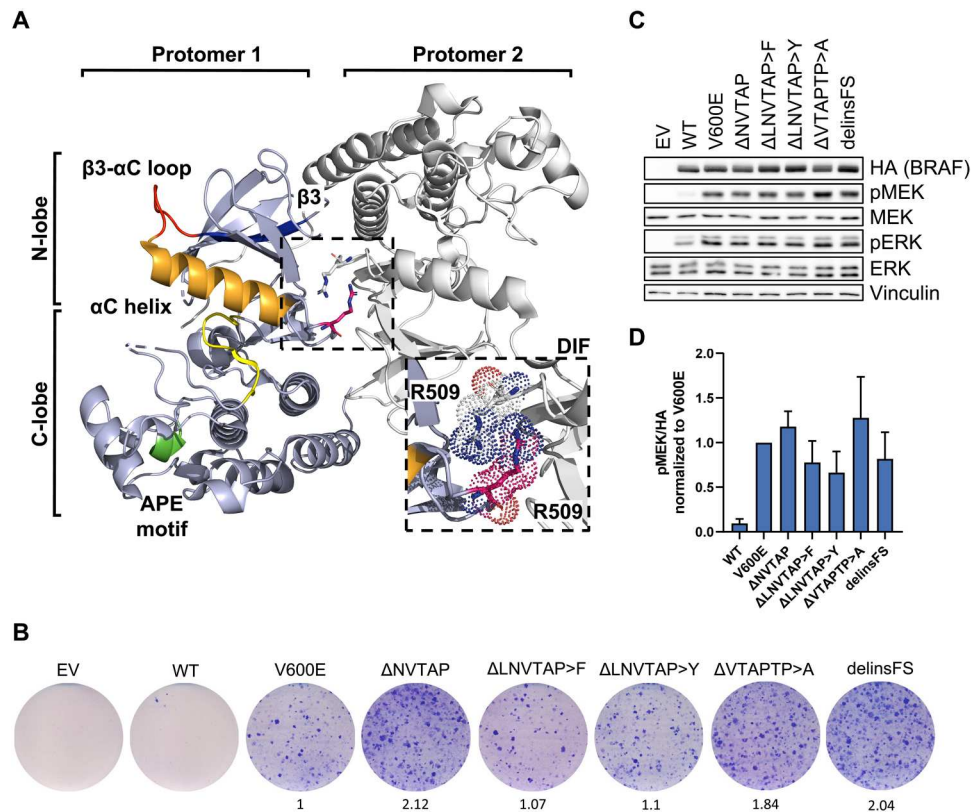 A
Protomer 1
Protomer 2
N-lobe
C-lobe
β3-αC loop
β3
αC helix
APE
motif
DIF
R509
R509
C
EV
WT
V600E
ΔNVTAP
ΔLNVTAP>F
ΔLNVTAP>Y
ΔVTAPTP>A
delinsFS
HA (BRAF)
pMEK
MEK
pERK
ERK
Vinculin
D
pMEK/HA
normalized to V600E
2.0
1.5
1.0
0.5
0.0
WT
V600E
ΔNVTAP
ΔLNVTAP>F
ΔLNVTAP>Y
ΔVTAPTP>A
delinsFS
B
EV WT V600E ΔNVTAP ΔLNVTAP>F ΔLNVTAP>Y ΔVTAPTP>A delinsFS
1 2.12 1.07 1.1 1.84 2.04